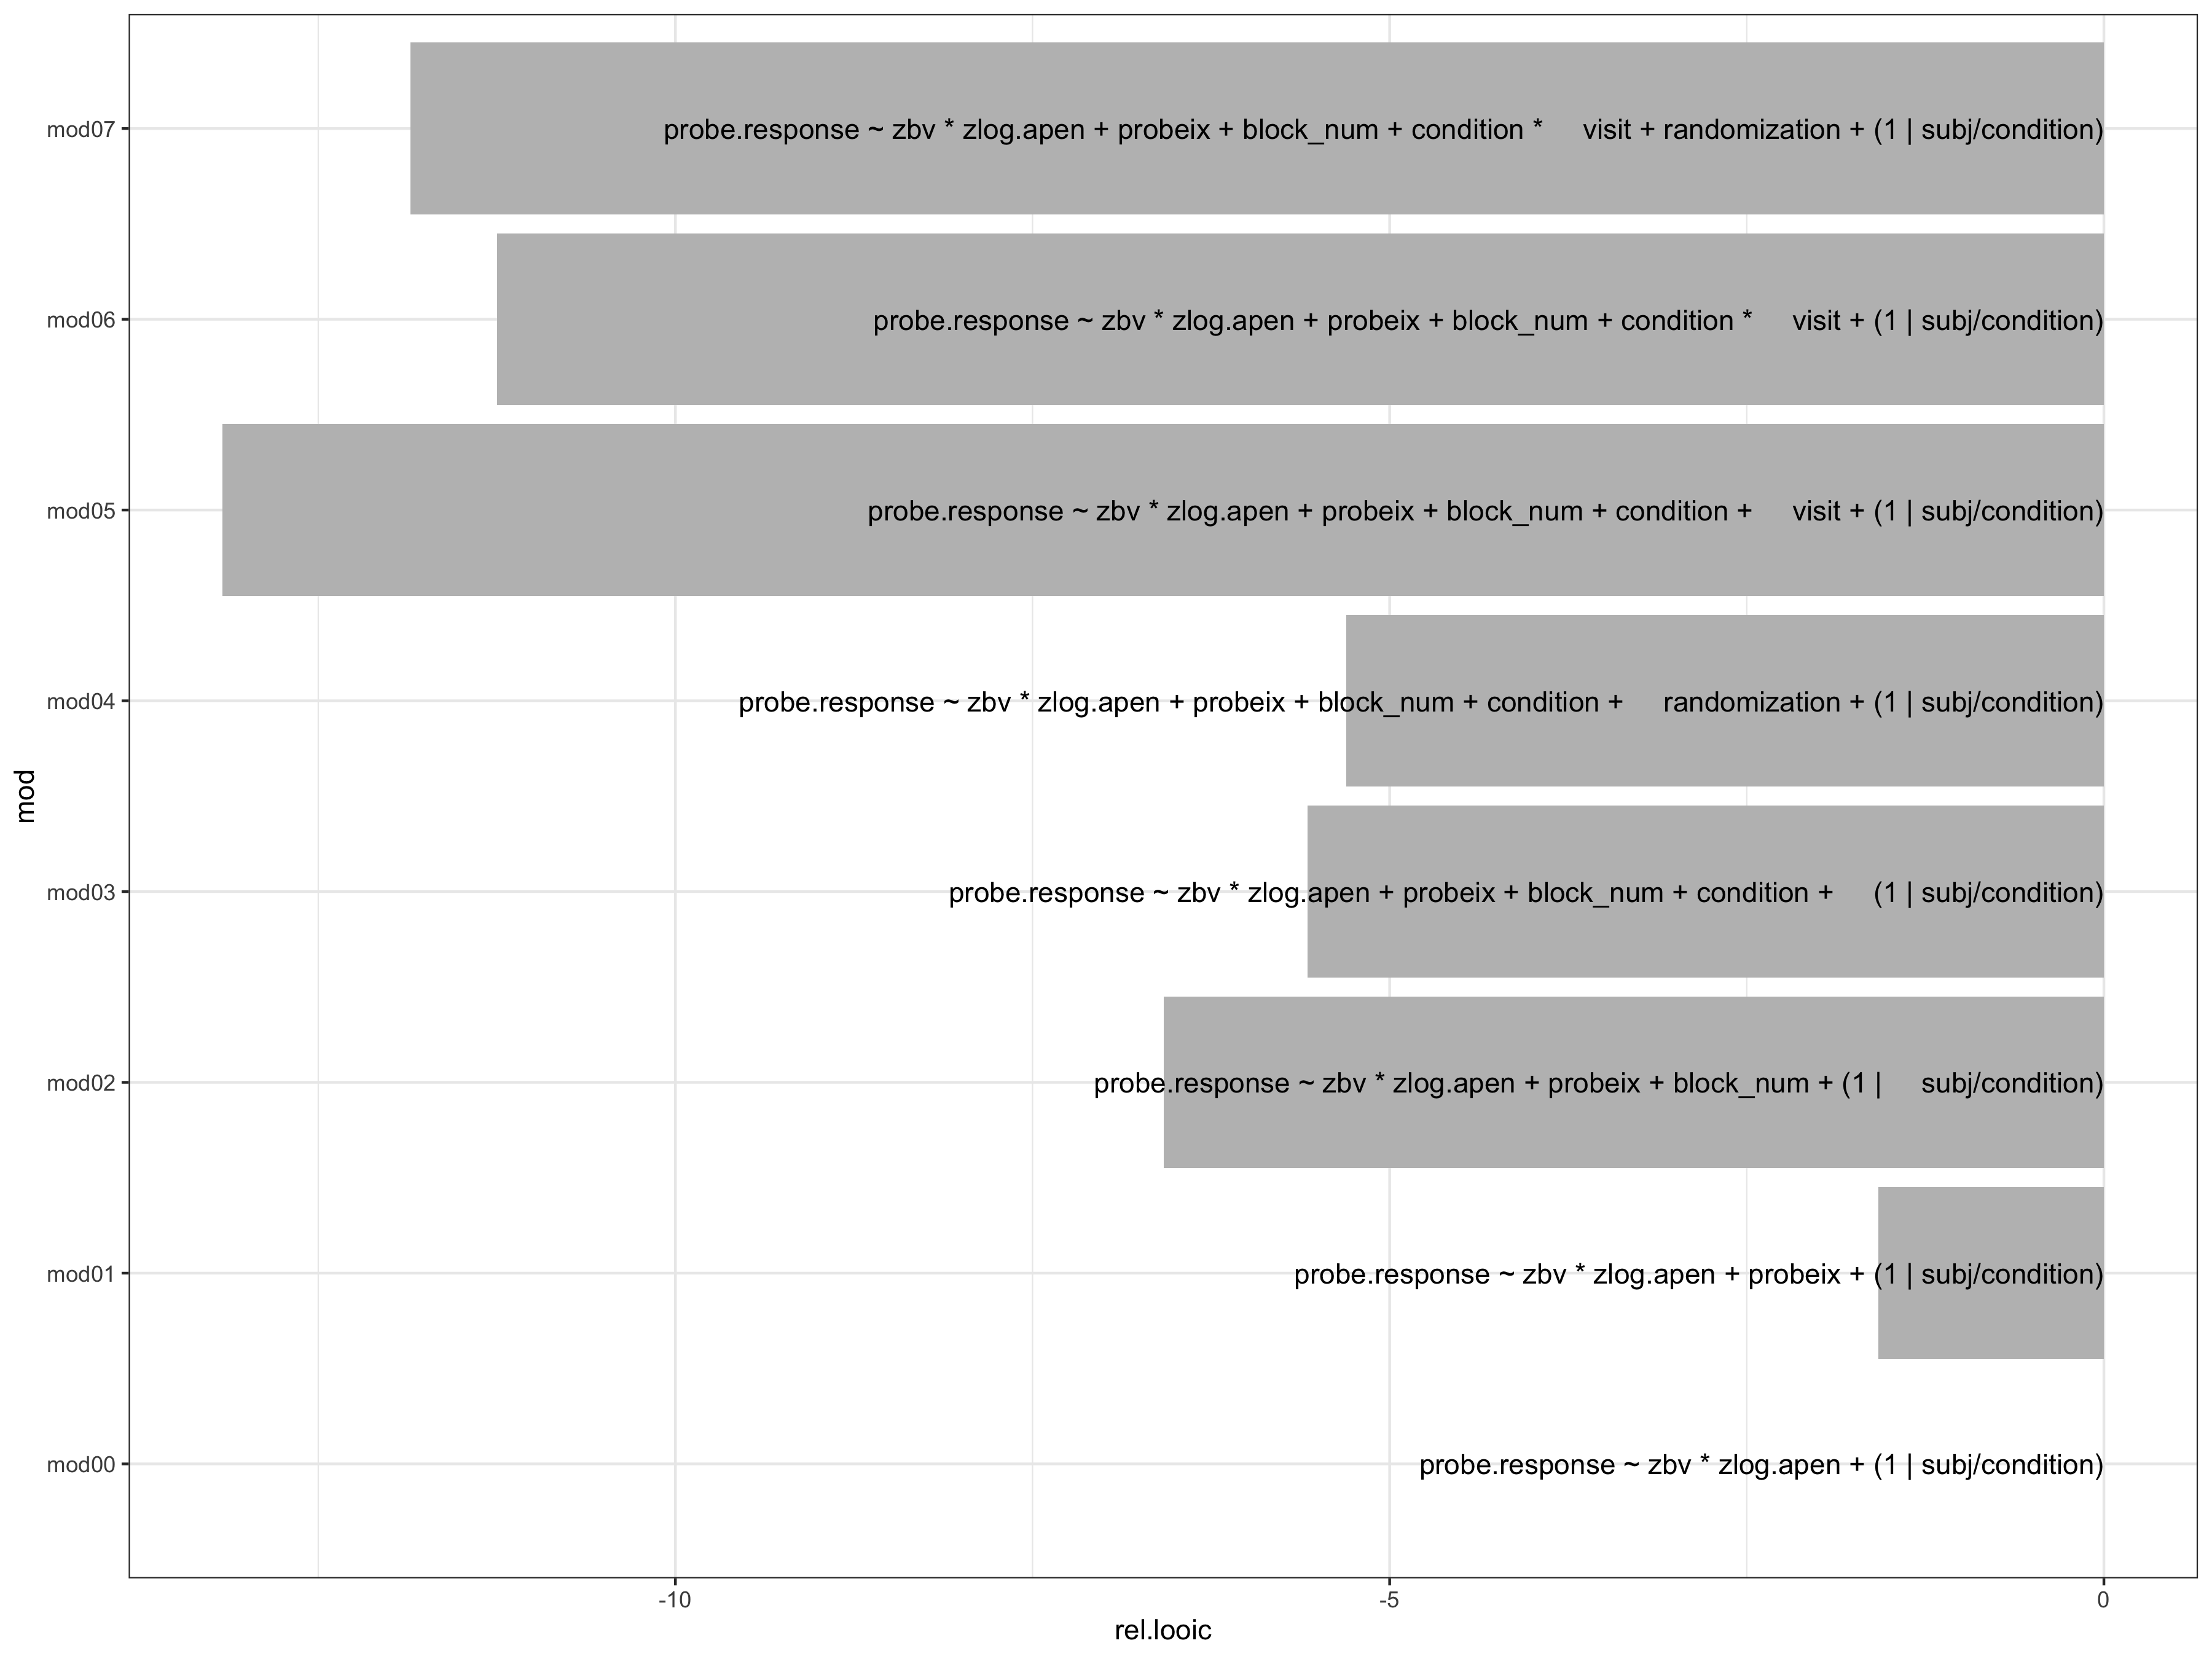 mod07
probe.response ~ zbv * zlog.apen + probeix + block_num + condition *     visit + randomization + (1 | subj/condition)
mod06
probe.response ~ zbv * zlog.apen + probeix + block_num + condition *     visit + (1 | subj/condition)
mod05
probe.response ~ zbv * zlog.apen + probeix + block_num + condition +     visit + (1 | subj/condition)
mod04
probe.response ~ zbv * zlog.apen + probeix + block_num + condition +     randomization + (1 | subj/condition)
mod03
probe.response ~ zbv * zlog.apen + probeix + block_num + condition +     (1 | subj/condition)
mod02
probe.response ~ zbv * zlog.apen + probeix + block_num + (1 |     subj/condition)
mod01
probe.response ~ zbv * zlog.apen + probeix + (1 | subj/condition)
mod00
probe.response ~ zbv * zlog.apen + (1 | subj/condition)
mod
-10 -5 0
rel.looic